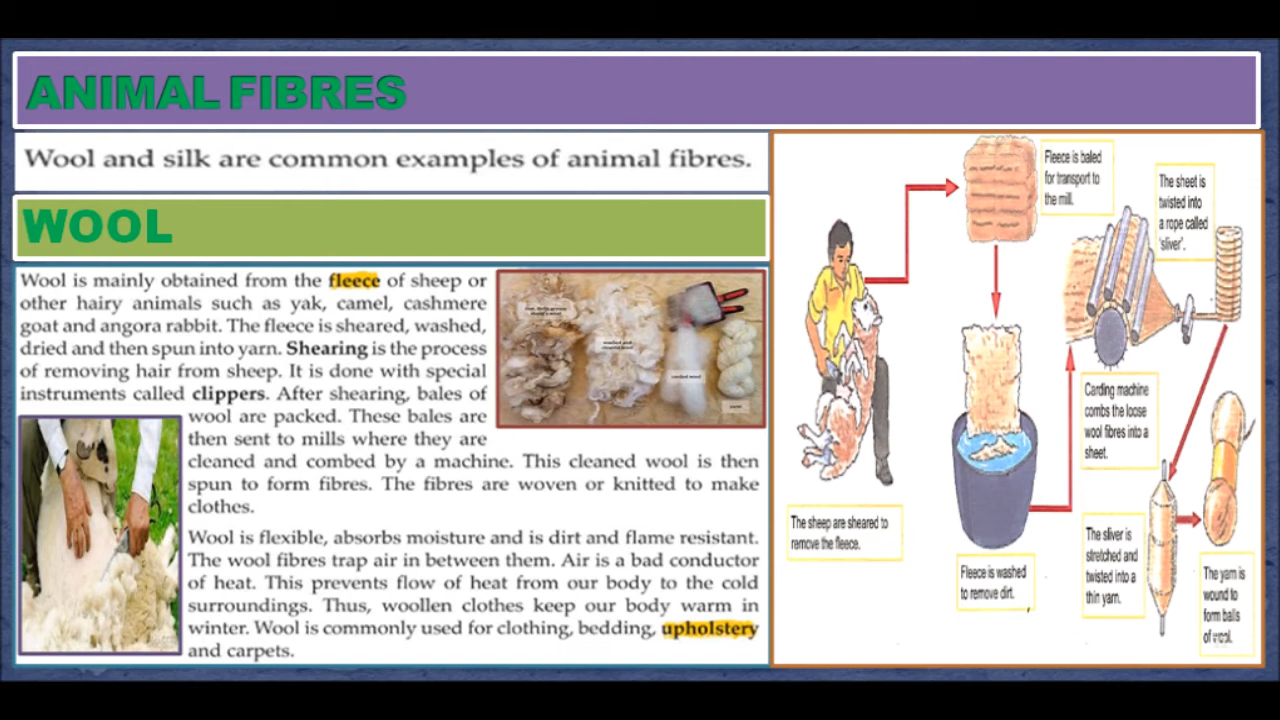 ANIMAL FIBRES
Wool and silk are common examples of animal fibres.
WOOL
Wool is mainly obtained from the fleece of sheep or
other hairy animals such as yak, camel, cashmere
goat and angora rabbit. The fleece is sheared, washed,
dried and then spun into yarn. Shearing is the process
of removing hair from sheep. It is done with special
instruments called clippers. After shearing, bales of
wool are packed. These bales are
then sent to mills where they are
cleaned and combed by a machine. This cleaned wool is then
spun to form fibres. The fibres are woven or knitted to make
clothes.
Wool is flexible, absorbs moisture and is dirt and flame resistant.
The wool fibres trap air in between them. Air is a bad conductor
of heat. This prevents flow of heat from our body to the cold
surroundings. Thus, woollen clothes keep our body warm in
winter. Wool is commonly used for clothing, bedding, upholstery
and carpets.
The sheep are sheared to
remove the fleece.
Fleece is baled
for transport to
the mill.
Fleece is washed
to remove dirt.
Carding machine
combs the loose
wool fibres into a
sheet.
The sheet is
twisted into
a rope called
'sliver'.
The sliver is
stretched and
twisted into a
thin yarn.
The yarn is
wound to
form balls
of wool.